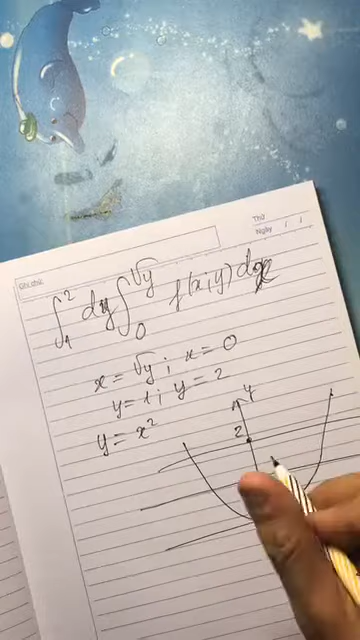 Ghi chú:
Thứ
Ngày / /
∫₁² dy ∫₀^√y f(x;y) dx
x = √y ; x = 0
y = 1 ; y = 2
y = x²
y
2